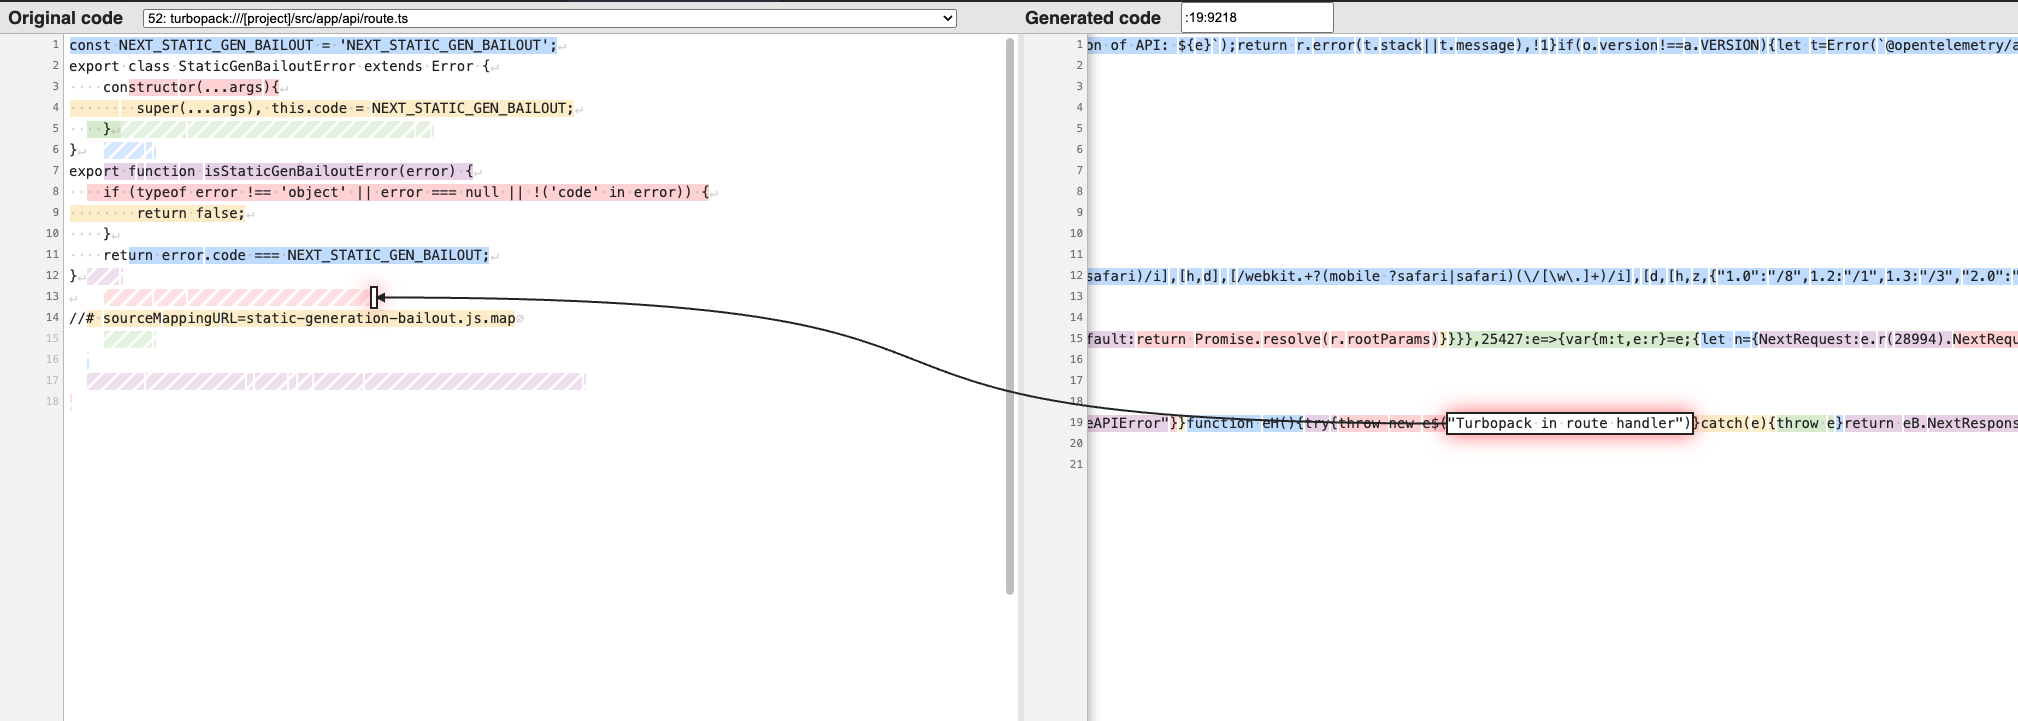 Original code
52: turbopack:///[project]/src/app/api/route.ts
Generated code
:19:9218
1 const NEXT_STATIC_GEN_BAILOUT = 'NEXT_STATIC_GEN_BAILOUT';↵
2 export class StaticGenBailoutError extends Error {↵
3 ····constructor(...args){↵
4 ········super(...args), this.code = NEXT_STATIC_GEN_BAILOUT;↵
5 ····}↵
6 }↵
7 export function isStaticGenBailoutError(error) {↵
8 ····if (typeof error !== 'object' || error === null || !('code' in error)) {↵
9 ········return false;↵
10 ····}↵
11 ····return error.code === NEXT_STATIC_GEN_BAILOUT;↵
12 }↵
13 ↵
14 //# sourceMappingURL=static-generation-bailout.js.map∅
15
16
17
18
1 on of API: ${e}`);return r.error(t.stack||t.message),!1}if(o.version!==a.VERSION){let t=Error(`@opentelemetry/a
2
3
4
5
6
7
8
9
10
11
12 safari)/i],[h,d],[/webkit.+?(mobile ?safari|safari)(\/[\w\.]+)/i],[d,[h,z,{"1.0":"/8",1.2:"/1",1.3:"/3","2.0":"
13
14
15 fault:return Promise.resolve(r.rootParams)}}}},25427:e=>{var{m:t,e:r}=e;{let n={NextRequest:e.r(28994).NextRequ
16
17
18
19 eAPIError"}}function eH(){try{throw new e$("Turbopack in route handler")}catch(e){throw e}return eB.NextRespons
20
21